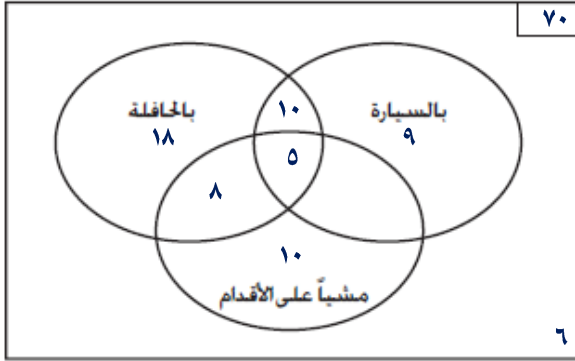 ٧٠
بالسيارة
٩
١٠
بالحافلة
١٨
٥
٨
١٠
مشياً على الأقدام
٦